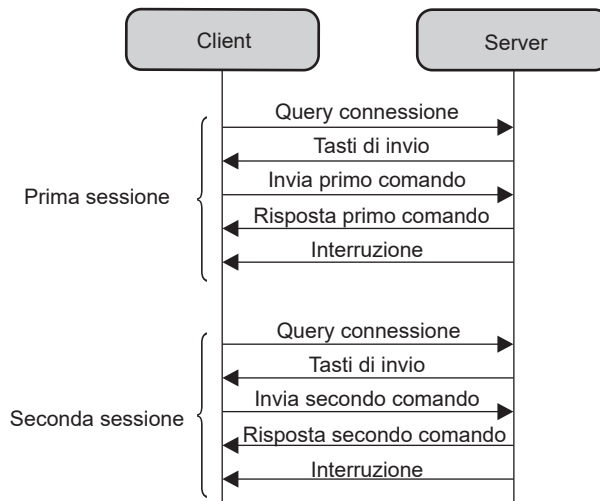 Client
Server
Query connessione
Tasti di invio
Invia primo comando
Prima sessione
Risposta primo comando
Interruzione
Query connessione
Tasti di invio
Invia secondo comando
Seconda sessione
Risposta secondo comando
Interruzione